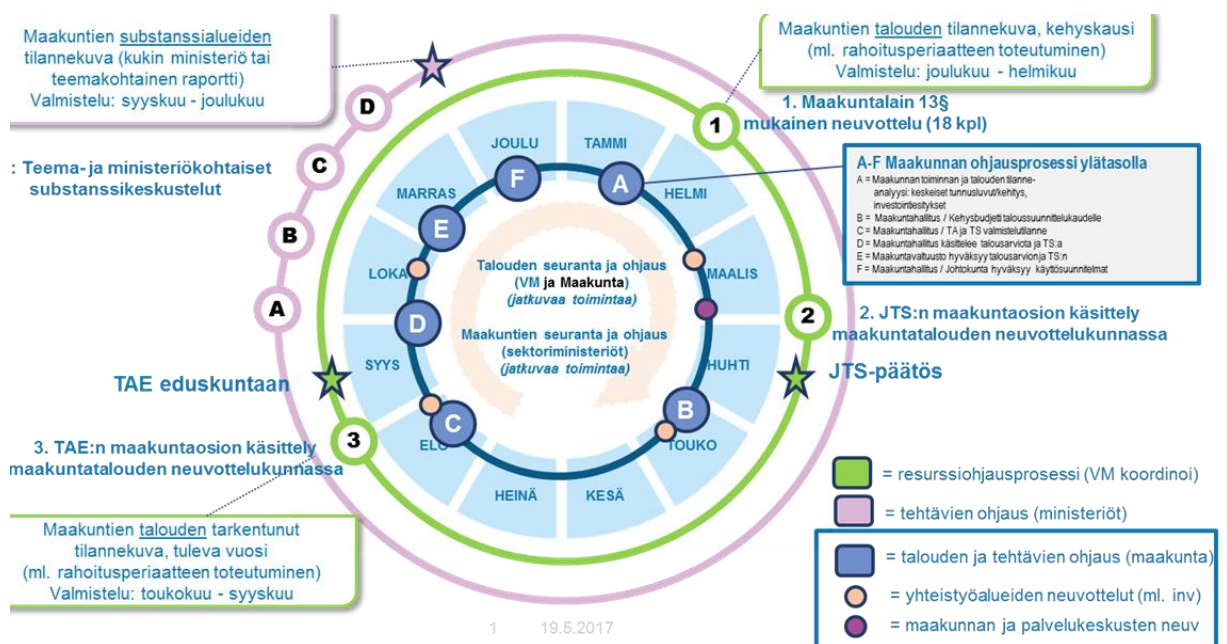 Maakuntien substanssialueiden
tilannekuva (kukin ministeriö tai
teemakohtainen raportti)
Valmistelu: syyskuu - joulukuu
Maakuntien talouden tilannekuva, kehyskausi
(ml. rahoitusperiaatteen toteutuminen)
Valmistelu: joulukuu - helmikuu
1. Maakuntalain 13§
mukainen neuvottelu (18 kpl)
: Teema- ja ministeriökohtaiset
substanssikeskustelut
D
C
B
A
1
2
3
A-F Maakunnan ohjausprosessi ylätasolla
A = Maakunnan toiminnan ja talouden tilanne-
analyysi: keskeiset tunnusluvut/kehitys,
investointiestykset
B = Maakuntahallitus / Kehysbudjetti taloussuunnittelukaudelle
C = Maakuntahallitus / TA ja TS valmistelutilanne
D = Maakuntahallitus käsittelee talousarviota ja TS:a
E = Maakuntavaltuusto hyväksyy talousarvion ja TS:n
F = Maakuntahallitus / Johtokunta hyväksyy käyttösuunnitelmat
JOULU
TAMMI
HELMI
MAALIS
HUHTI
TOUKO
KESÄ
HEINÄ
ELO
SYYS
LOKA
MARRAS
F
A
E
D
C
B
Talouden seuranta ja ohjaus
(VM ja Maakunta)
(jatkuvaa toimintaa)
Maakuntien seuranta ja ohjaus
(sektoriministeriöt)
(jatkuvaa toimintaa)
2. JTS:n maakuntaosion käsittely
maakuntatalouden neuvottelukunnassa
JTS-päätös
TAE eduskuntaan
3. TAE:n maakuntaosion käsittely
maakuntatalouden neuvottelukunnassa
Maakuntien talouden tarkentunut
tilannekuva, tuleva vuosi
(ml. rahoitusperiaatteen toteutuminen)
Valmistelu: toukokuu - syyskuu
= resurssiohjausprosessi (VM koordinoi)
= tehtävien ohjaus (ministeriöt)
= talouden ja tehtävien ohjaus (maakunta)
= yhteistyöalueiden neuvottelut (ml. inv)
= maakunnan ja palvelukeskusten neuv
1 19.5.2017